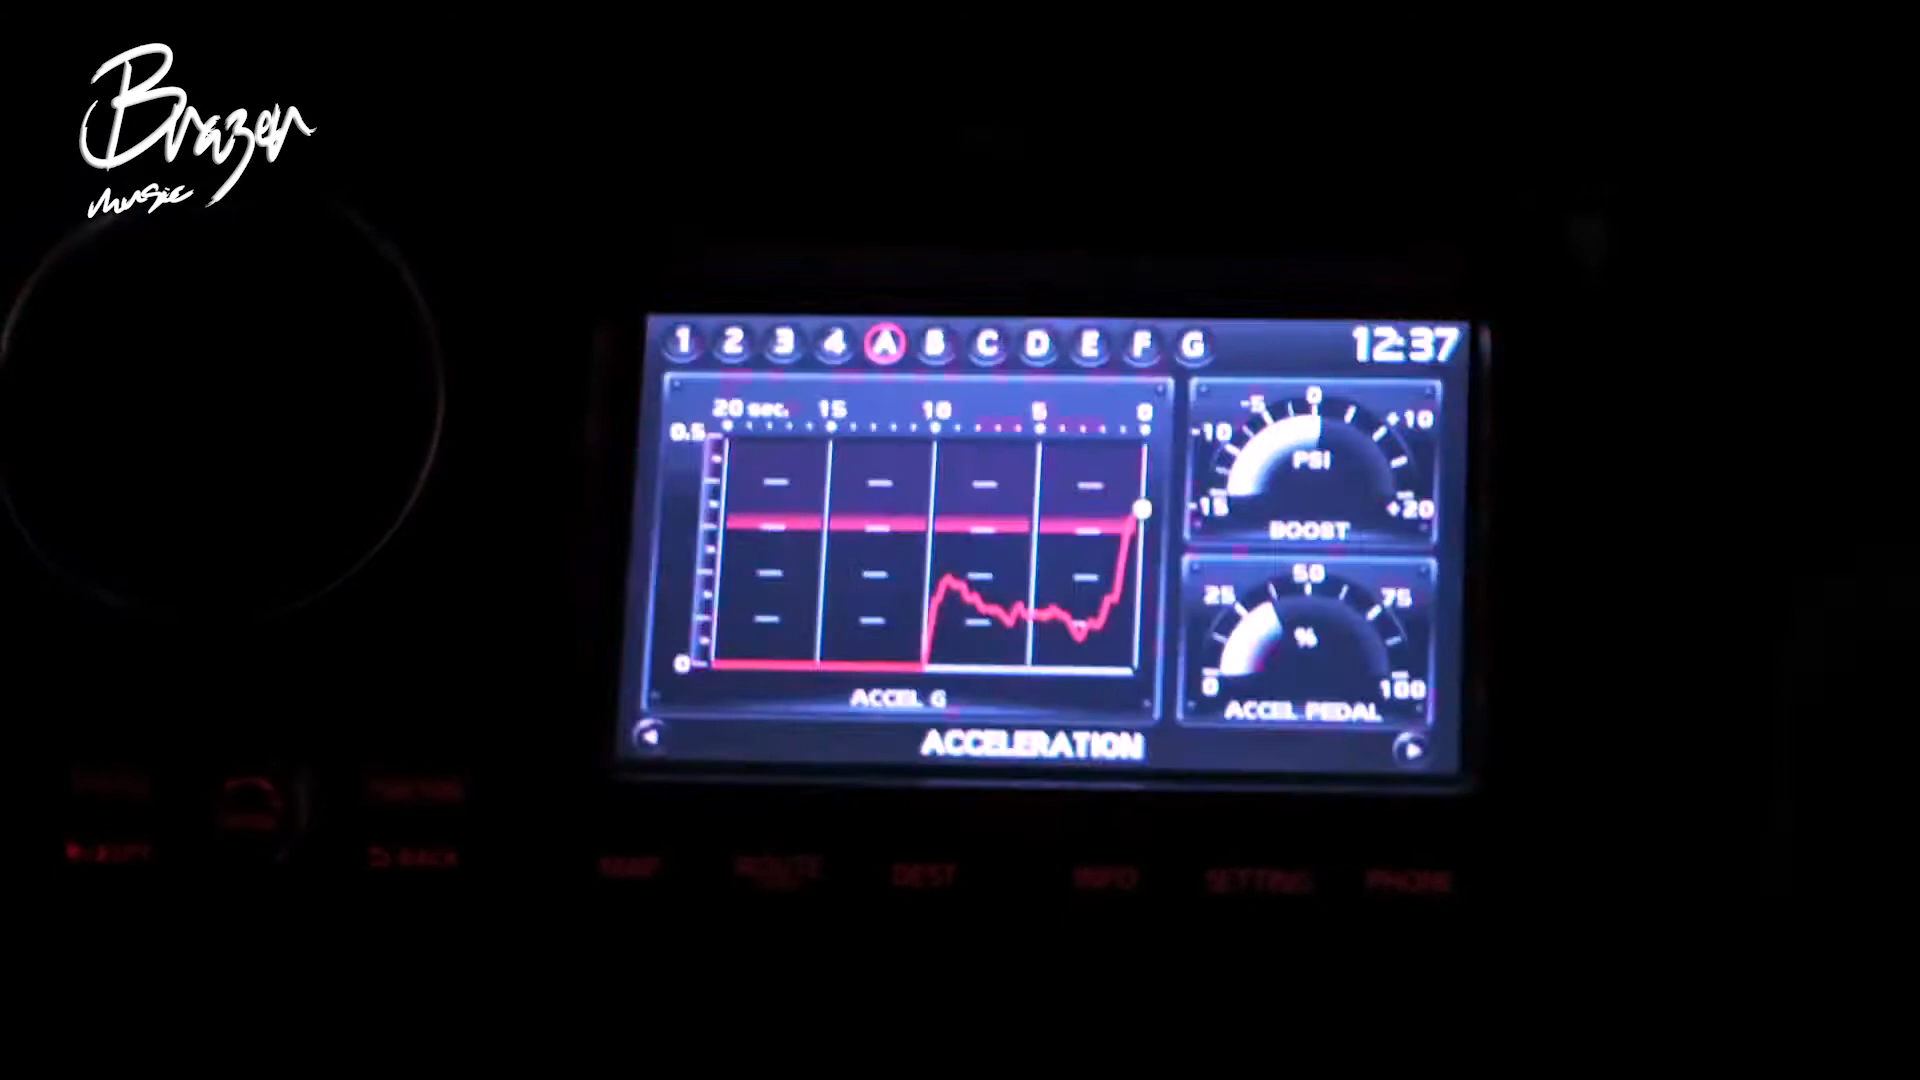 Brazen
music
1 2 3 4 A B C D E F G 12:37
20 sec. 15 10 5 0
0.5
0
ACCEL G
-15 -10 -5 0 +10 +20
PSI
BOOST
0 25 50 75 100
%
ACCEL PEDAL
ACCELERATION
BACK
MAP ROUTE DEST INFO SETTING PHONE